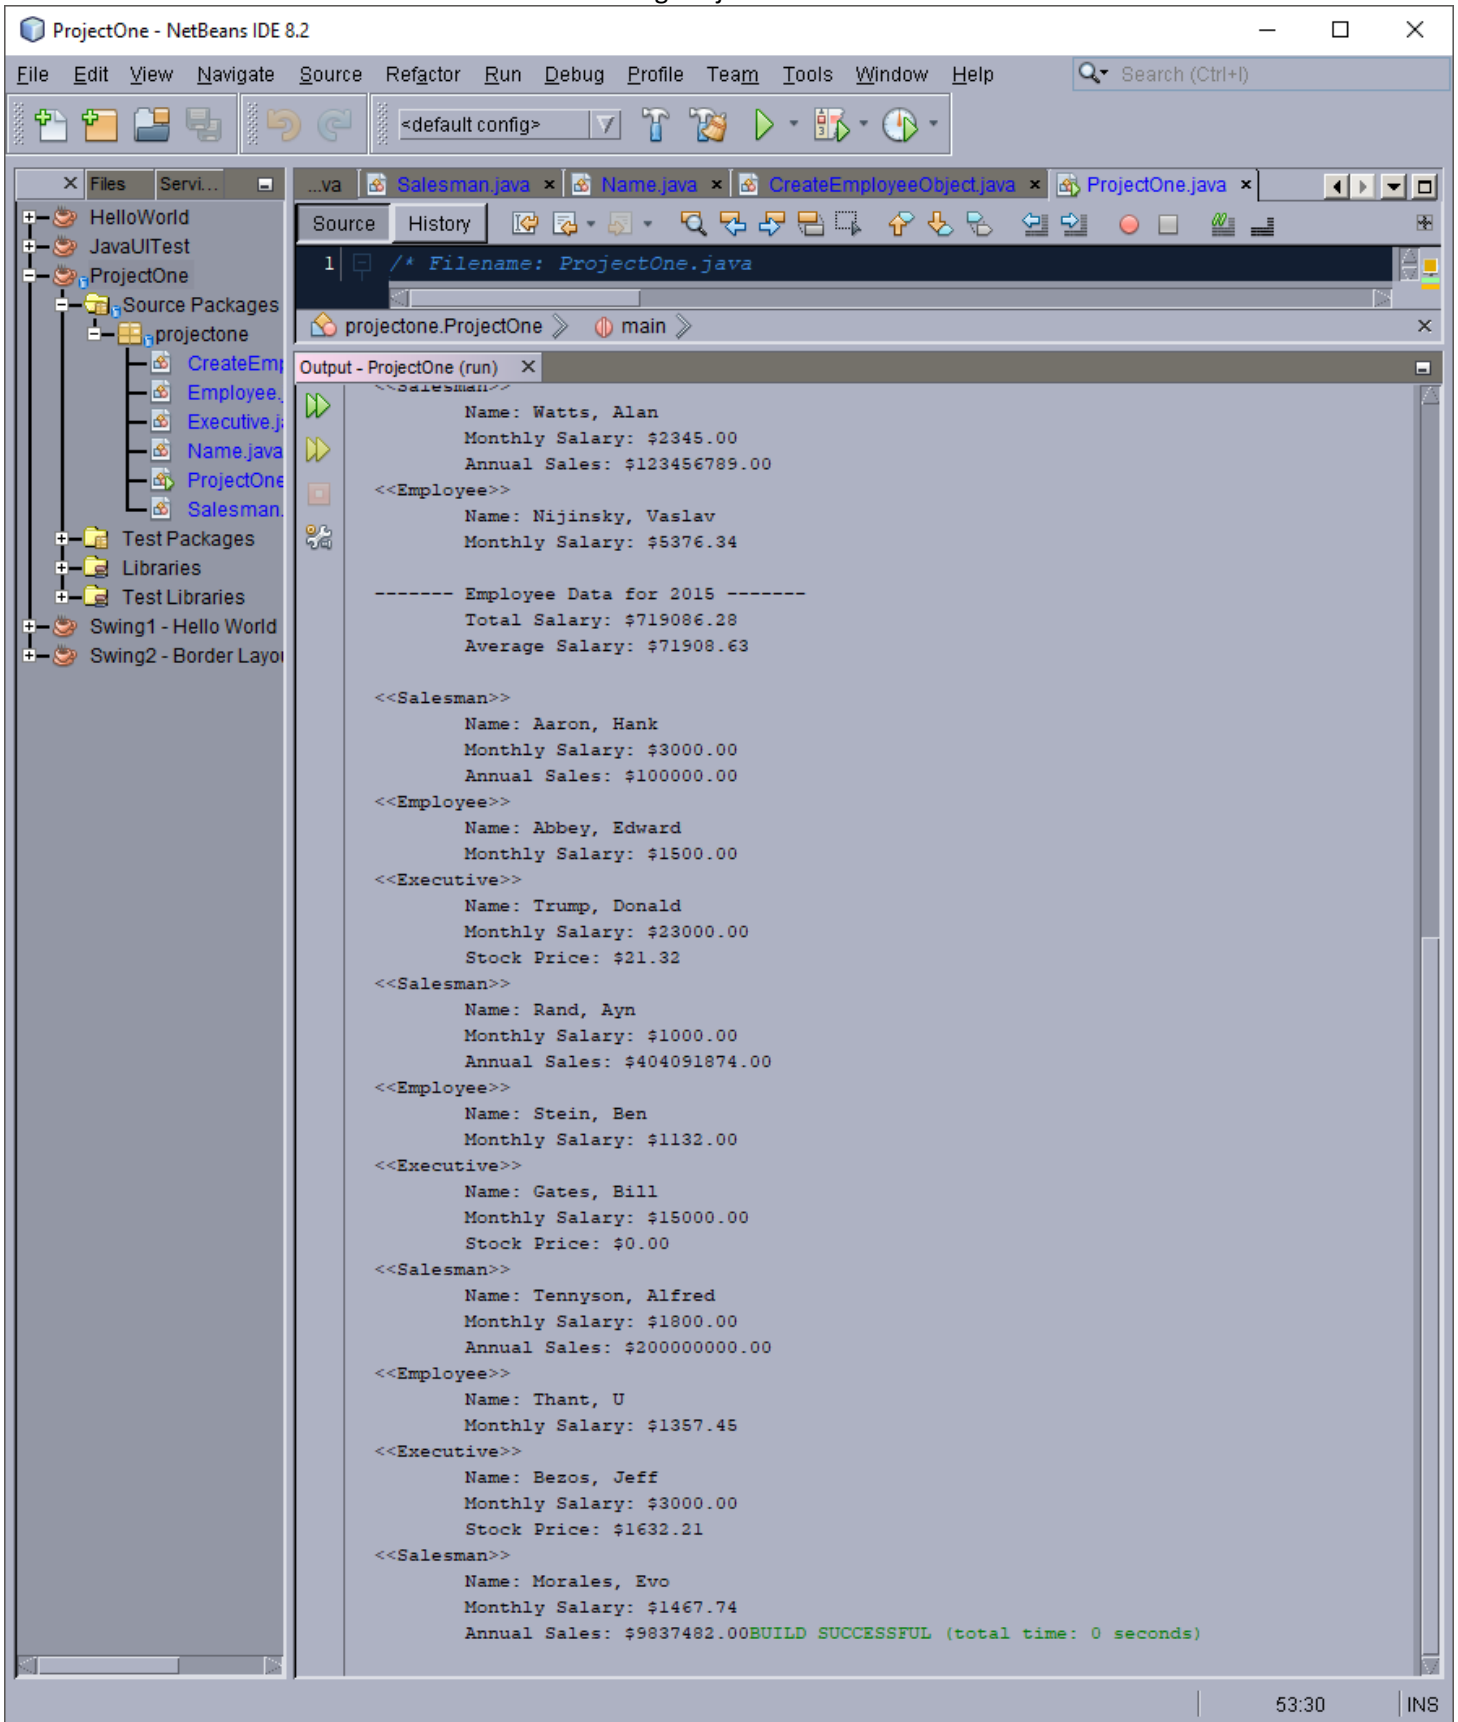 ProjectOne - NetBeans IDE 8.2
File Edit View Navigate Source Refactor Run Debug Profile Team Tools Window Help
Search (Ctrl+I)
<default config>
Files Servi...
...va Salesman.java Name.java CreateEmployeeObject.java ProjectOne.java
HelloWorld
JavaUITest
ProjectOne
Source Packages
projectone
CreateEmp
Employee.
Executive.j
Name.java
ProjectOne
Salesman.
Test Packages
Libraries
Test Libraries
Swing1 - Hello World
Swing2 - Border Layou
Source History
1 /* Filename: ProjectOne.java
projectone.ProjectOne main
Output - ProjectOne (run)
<<Salesman>>
Name: Watts, Alan
Monthly Salary: $2345.00
Annual Sales: $123456789.00
<<Employee>>
Name: Nijinsky, Vaslav
Monthly Salary: $5376.34
------- Employee Data for 2015 -------
Total Salary: $719086.28
Average Salary: $71908.63
<<Salesman>>
Name: Aaron, Hank
Monthly Salary: $3000.00
Annual Sales: $100000.00
<<Employee>>
Name: Abbey, Edward
Monthly Salary: $1500.00
<<Executive>>
Name: Trump, Donald
Monthly Salary: $23000.00
Stock Price: $21.32
<<Salesman>>
Name: Rand, Ayn
Monthly Salary: $1000.00
Annual Sales: $404091874.00
<<Employee>>
Name: Stein, Ben
Monthly Salary: $1132.00
<<Executive>>
Name: Gates, Bill
Monthly Salary: $15000.00
Stock Price: $0.00
<<Salesman>>
Name: Tennyson, Alfred
Monthly Salary: $1800.00
Annual Sales: $200000000.00
<<Employee>>
Name: Thant, U
Monthly Salary: $1357.45
<<Executive>>
Name: Bezos, Jeff
Monthly Salary: $3000.00
Stock Price: $1632.21
<<Salesman>>
Name: Morales, Evo
Monthly Salary: $1467.74
Annual Sales: $9837482.00BUILD SUCCESSFUL (total time: 0 seconds)
53:30 INS